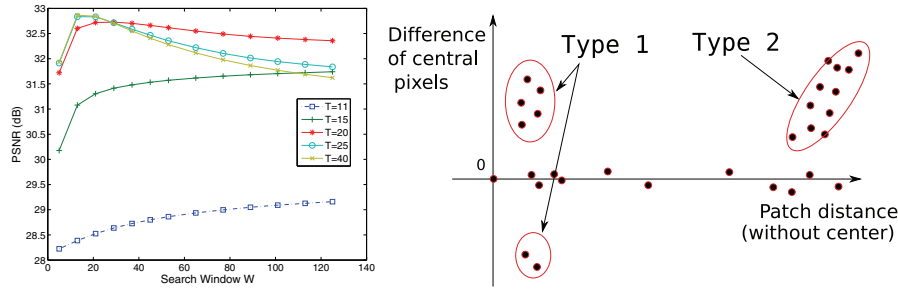 33
32.5
32
31.5
31
30.5
30
29.5
29
28.5
28
PSNR (dB)
0 20 40 60 80 100 120 140
Search Window W
T=11
T=15
T=20
T=25
T=40
Difference
of central
pixels
Type 1
Type 2
0
Patch distance
(without center)